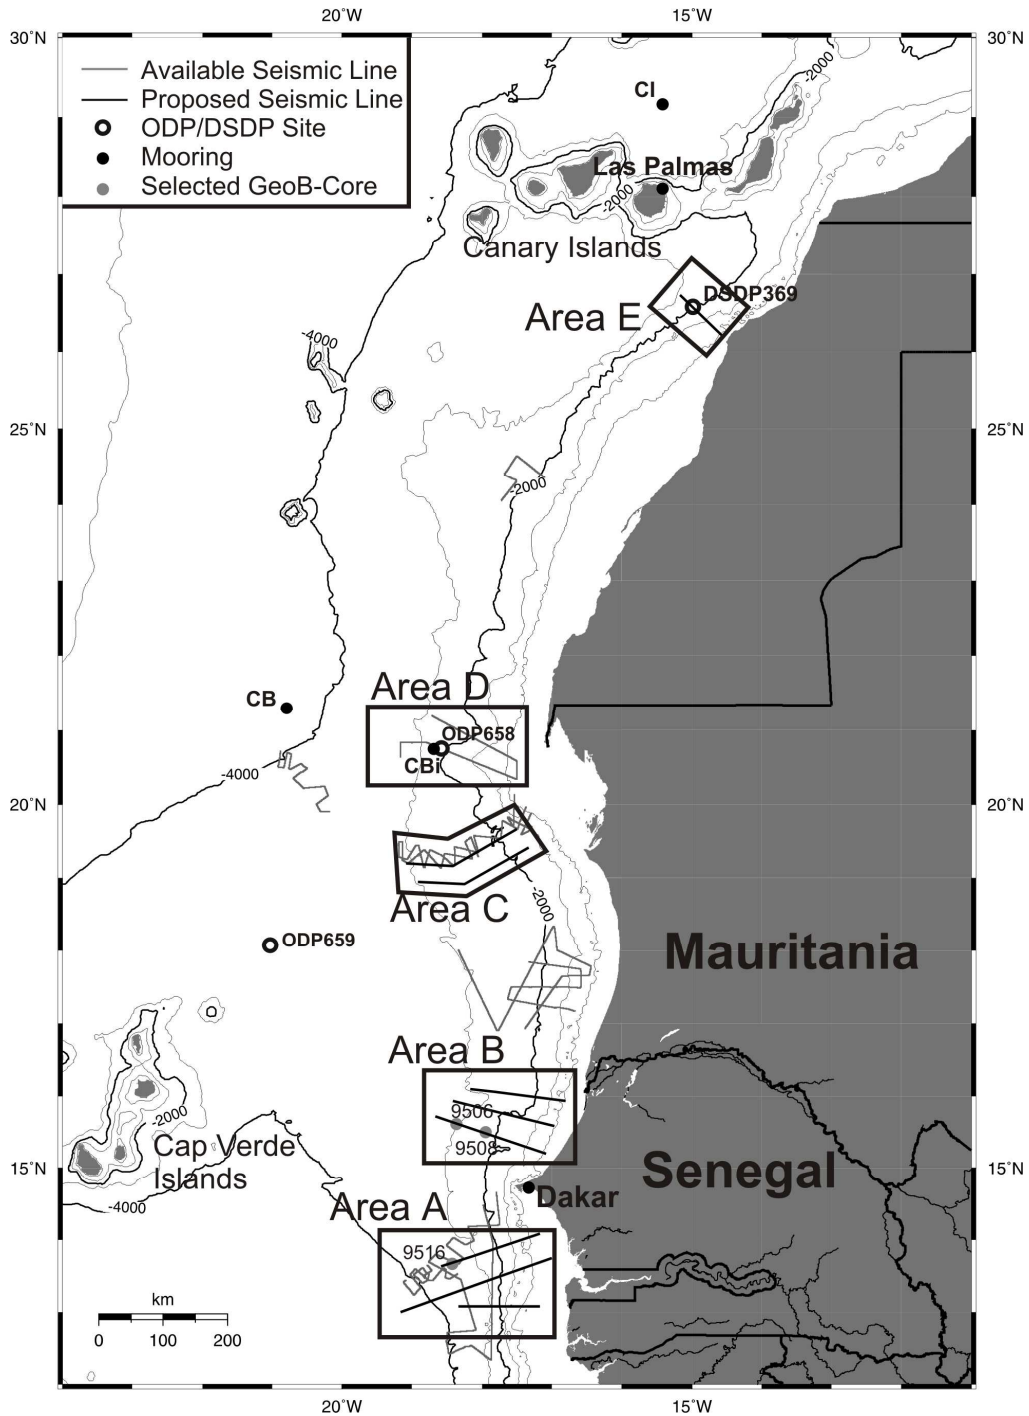 20°W
15°W
30°N
30°N
Available Seismic Line
Proposed Seismic Line
ODP/DSDP Site
Mooring
Selected GeoB-Core
-2000
CI
Las Palmas
-2000
Canary Islands
DSDP369
Area E
-4000
25°N
25°N
-2000
Area D
CB
ODP658
CBi
-4000
20°N
20°N
-2000
Area C
ODP659
Mauritania
Area B
9506
-2000
9508
Cap Verde
Islands
15°N
15°N
Senegal
Dakar
-4000
Area A
9516
km
0
100
200
20°W
15°W